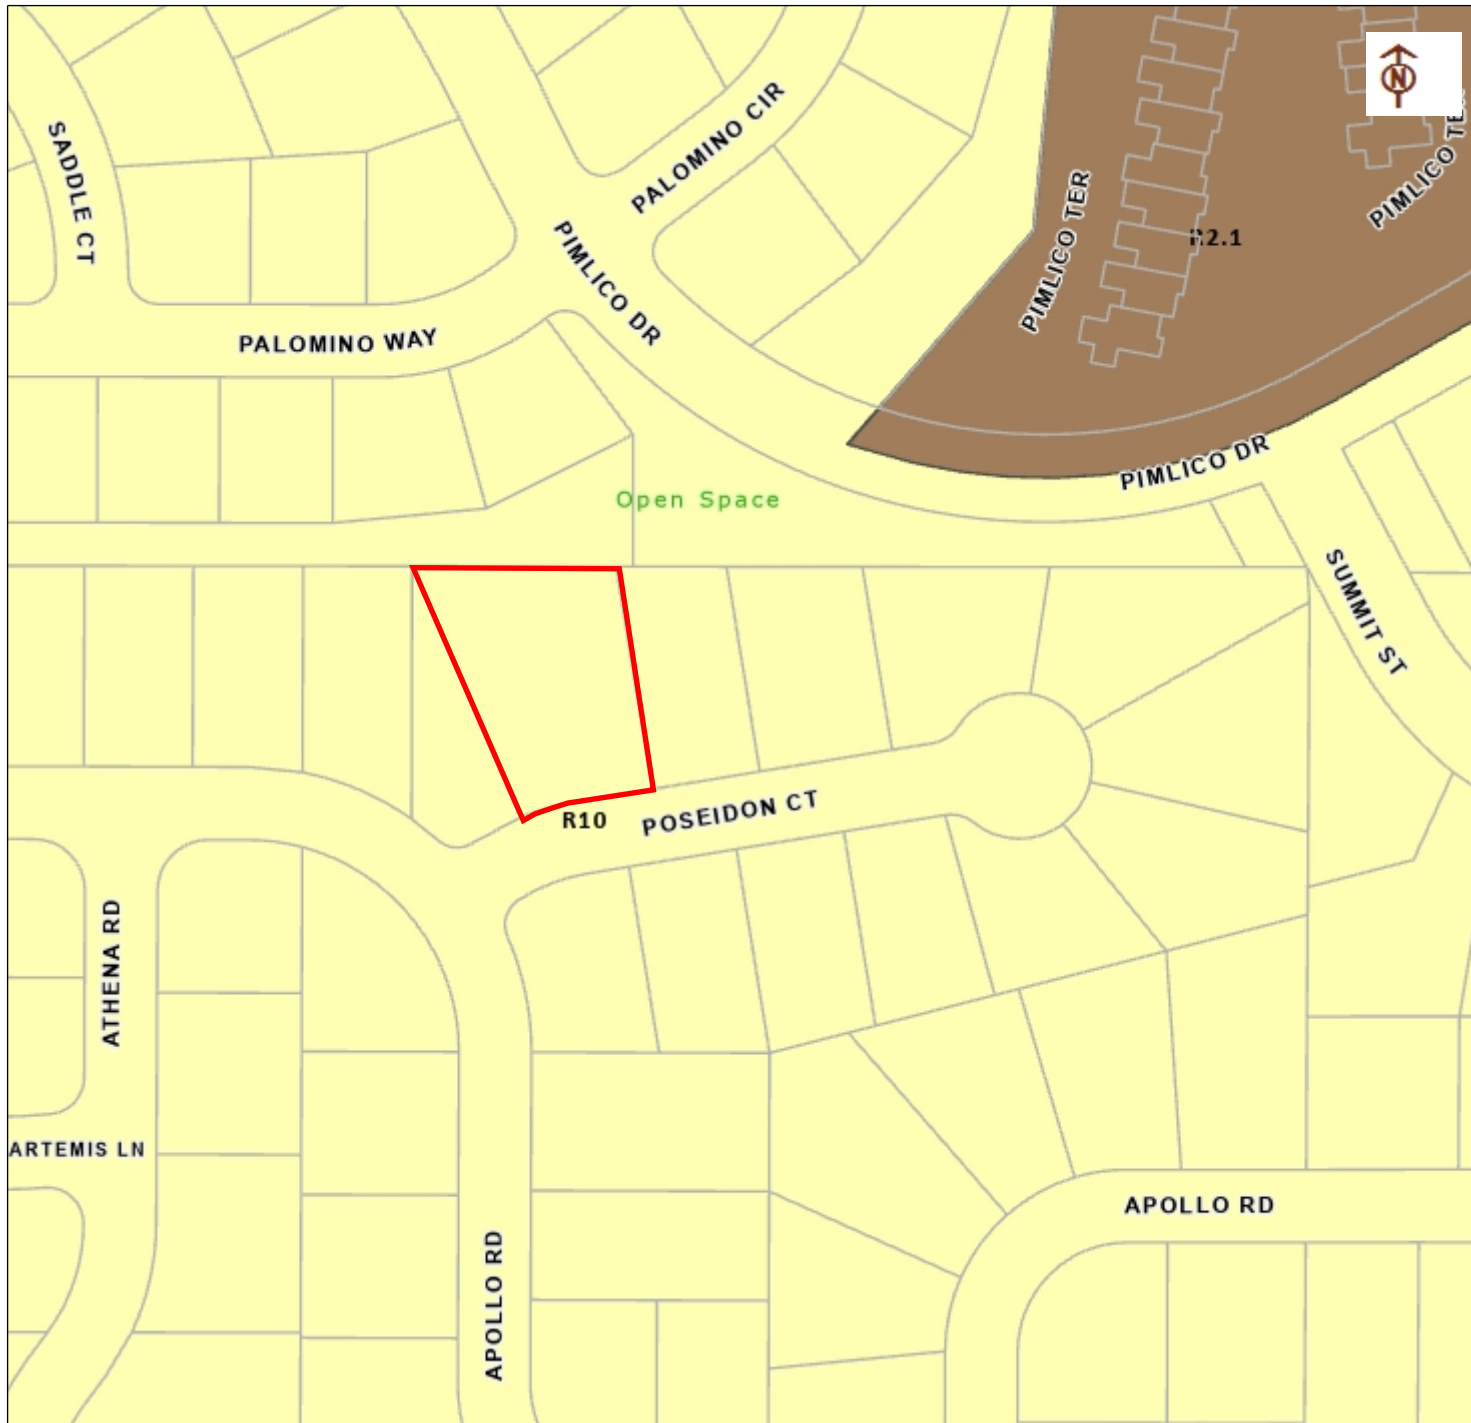 N
PALOMINO CIR
SADDLE CT
PIMLICO TER
PIMLICO
R2.1
PIMLICO DR
PALOMINO WAY
PIMLICO DR
Open Space
SUMMIT ST
R10
POSEIDON CT
ATHENA RD
ARTEMIS LN
APOLLO RD
APOLLO RD